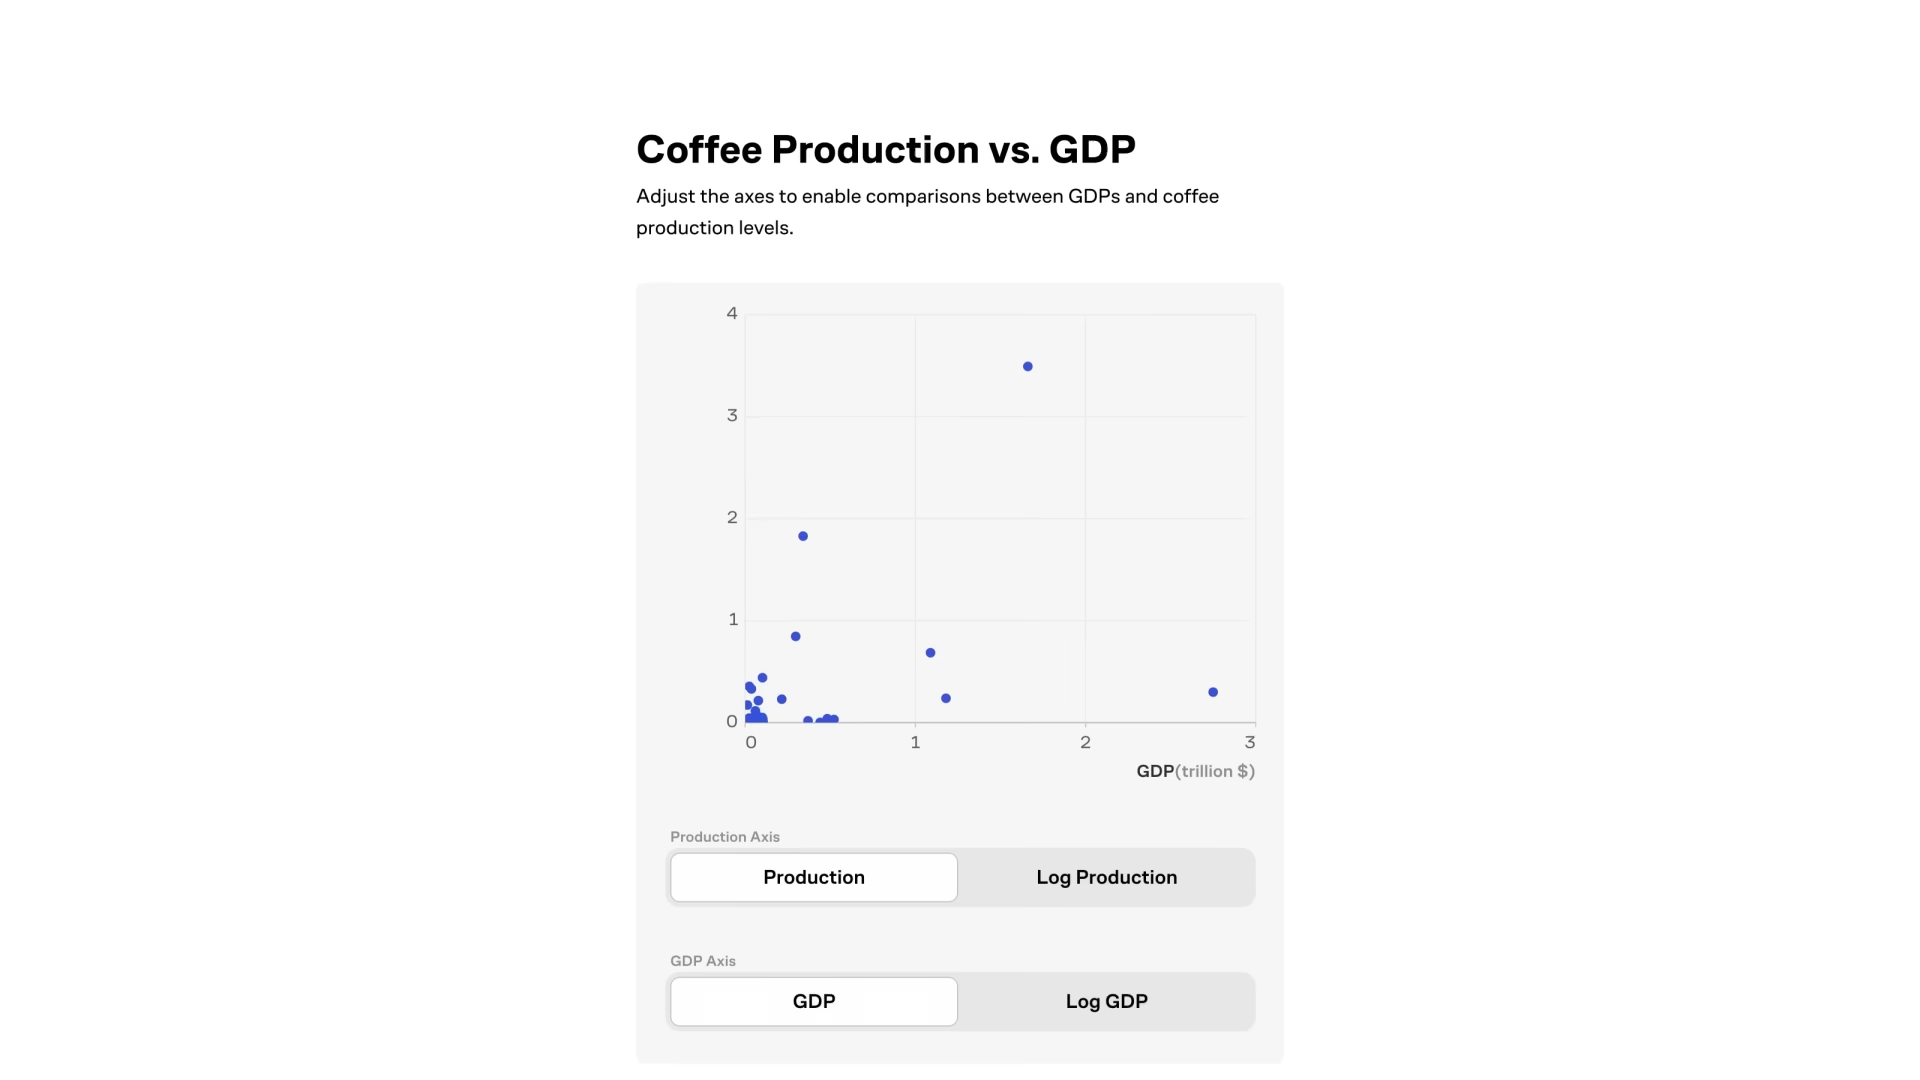 Coffee Production vs. GDP
Adjust the axes to enable comparisons between GDPs and coffee
production levels.
4
3
2
1
0
0 1 2 3
GDP(trillion $)
Production Axis
Production Log Production
GDP Axis
GDP Log GDP